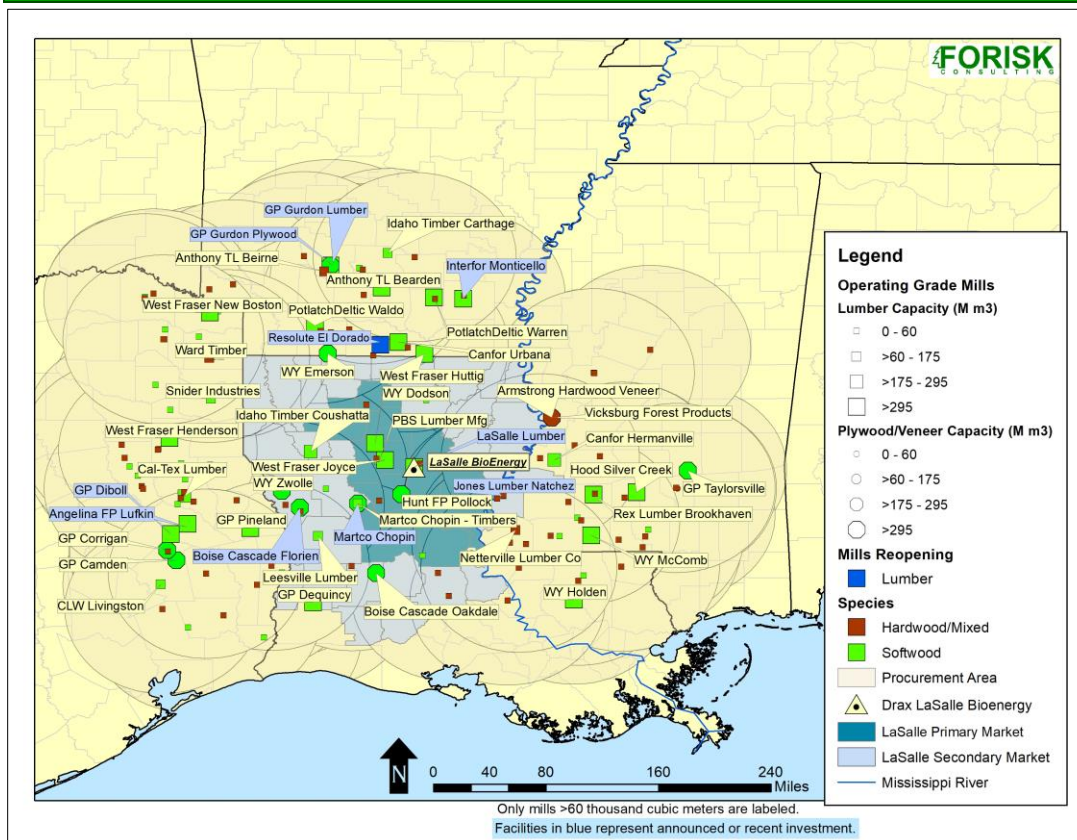 FORISK
CONSULTING
GP Gurdon Lumber
Idaho Timber Carthage
GP Gurdon Plywood
Anthony TL Beirne
Interfor Monticello
Anthony TL Bearden
West Fraser New Boston
PotlatchDeltic Waldo
PotlatchDeltic Warren
Resolute El Dorado
Canfor Urbana
Ward Timber
WY Emerson
West Fraser Huttig
Armstrong Hardwood Veneer
Snider Industries
WY Dodson
Idaho Timber Coushatta
PBS Lumber Mfg
Vicksburg Forest Products
West Fraser Henderson
LaSalle Lumber
Canfor Hermanville
Cal-Tex Lumber
West Fraser Joyce
LaSalle BioEnergy
Hood Silver Creek
WY Zwolle
Jones Lumber Natchez
GP Taylorsville
GP Diboll
Hunt FP Pollock
Angelina FP Lufkin
Rex Lumber Brookhaven
GP Pineland
Martco Chopin - Timbers
GP Corrigan
Martco Chopin
Boise Cascade Florien
Netterville Lumber Co
WY McComb
GP Camden
Leesville Lumber
GP Dequincy
WY Holden
CLW Livingston
Boise Cascade Oakdale
Legend
Operating Grade Mills
Lumber Capacity (M m3)
0 - 60
>60 - 175
>175 - 295
>295
Plywood/Veneer Capacity (M m3)
0 - 60
>60 - 175
>175 - 295
>295
Mills Reopening
Lumber
Species
Hardwood/Mixed
Softwood
Procurement Area
Drax LaSalle Bioenergy
LaSalle Primary Market
LaSalle Secondary Market
Mississippi River
N
0 40 80 160 240
Miles
Only mills >60 thousand cubic meters are labeled.
Facilities in blue represent announced or recent investment.